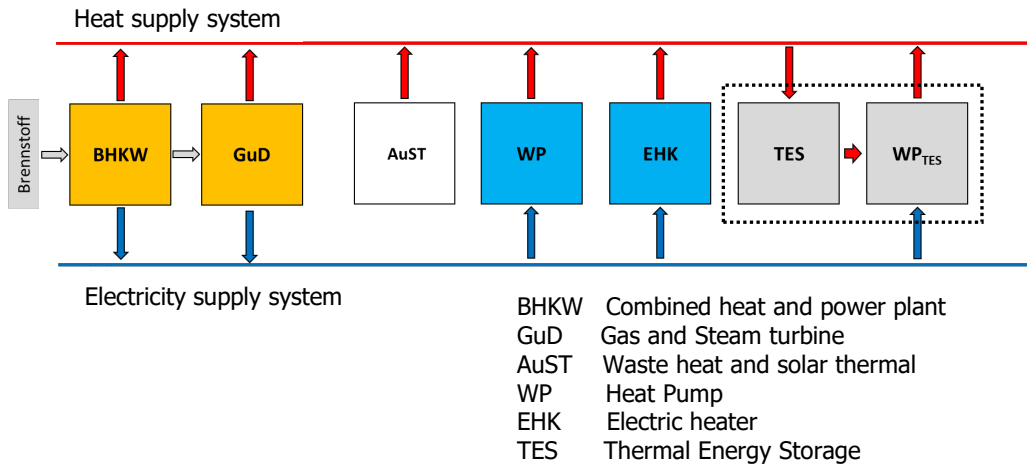 Heat supply system
Brennstoff
BHKW
GuD
AuST
WP
EHK
TES
WPTES
Electricity supply system
BHKW Combined heat and power plant
GuD Gas and Steam turbine
AuST Waste heat and solar thermal
WP Heat Pump
EHK Electric heater
TES Thermal Energy Storage